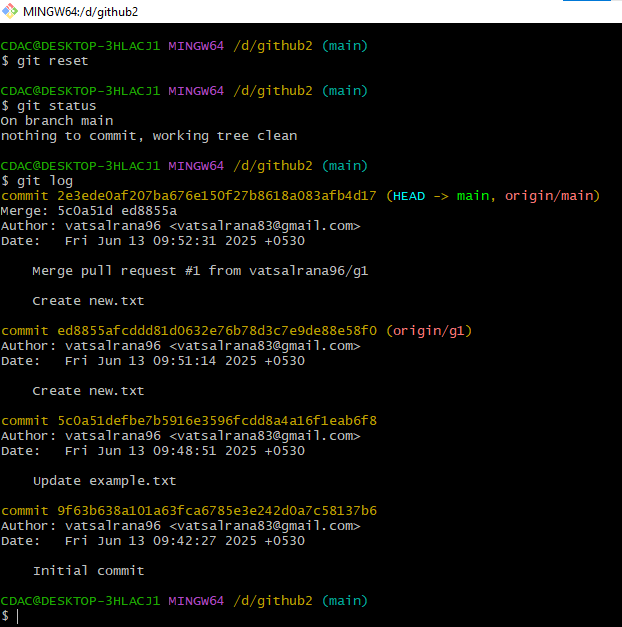 MINGW64:/d/github2
CDAC@DESKTOP-3HLACJ1 MINGW64 /d/github2 (main)
$ git reset
CDAC@DESKTOP-3HLACJ1 MINGW64 /d/github2 (main)
$ git status
On branch main
nothing to commit, working tree clean
CDAC@DESKTOP-3HLACJ1 MINGW64 /d/github2 (main)
$ git log
commit 2e3ede0af207ba676e150f27b8618a083afb4d17 (HEAD -> main, origin/main)
Merge: 5c0a51d ed8855a
Author: vatsalrana96 <vatsalrana83@gmail.com>
Date:   Fri Jun 13 09:52:31 2025 +0530
    Merge pull request #1 from vatsalrana96/g1
    Create new.txt
commit ed8855afcddd81d0632e76b78d3c7e9de88e58f0 (origin/g1)
Author: vatsalrana96 <vatsalrana83@gmail.com>
Date:   Fri Jun 13 09:51:14 2025 +0530
    Create new.txt
commit 5c0a51defbe7b5916e3596fcdd8a4a16f1eab6f8
Author: vatsalrana96 <vatsalrana83@gmail.com>
Date:   Fri Jun 13 09:48:51 2025 +0530
    Update example.txt
commit 9f63b638a101a63fca6785e3e242d0a7c58137b6
Author: vatsalrana96 <vatsalrana83@gmail.com>
Date:   Fri Jun 13 09:42:27 2025 +0530
    Initial commit
CDAC@DESKTOP-3HLACJ1 MINGW64 /d/github2 (main)
$